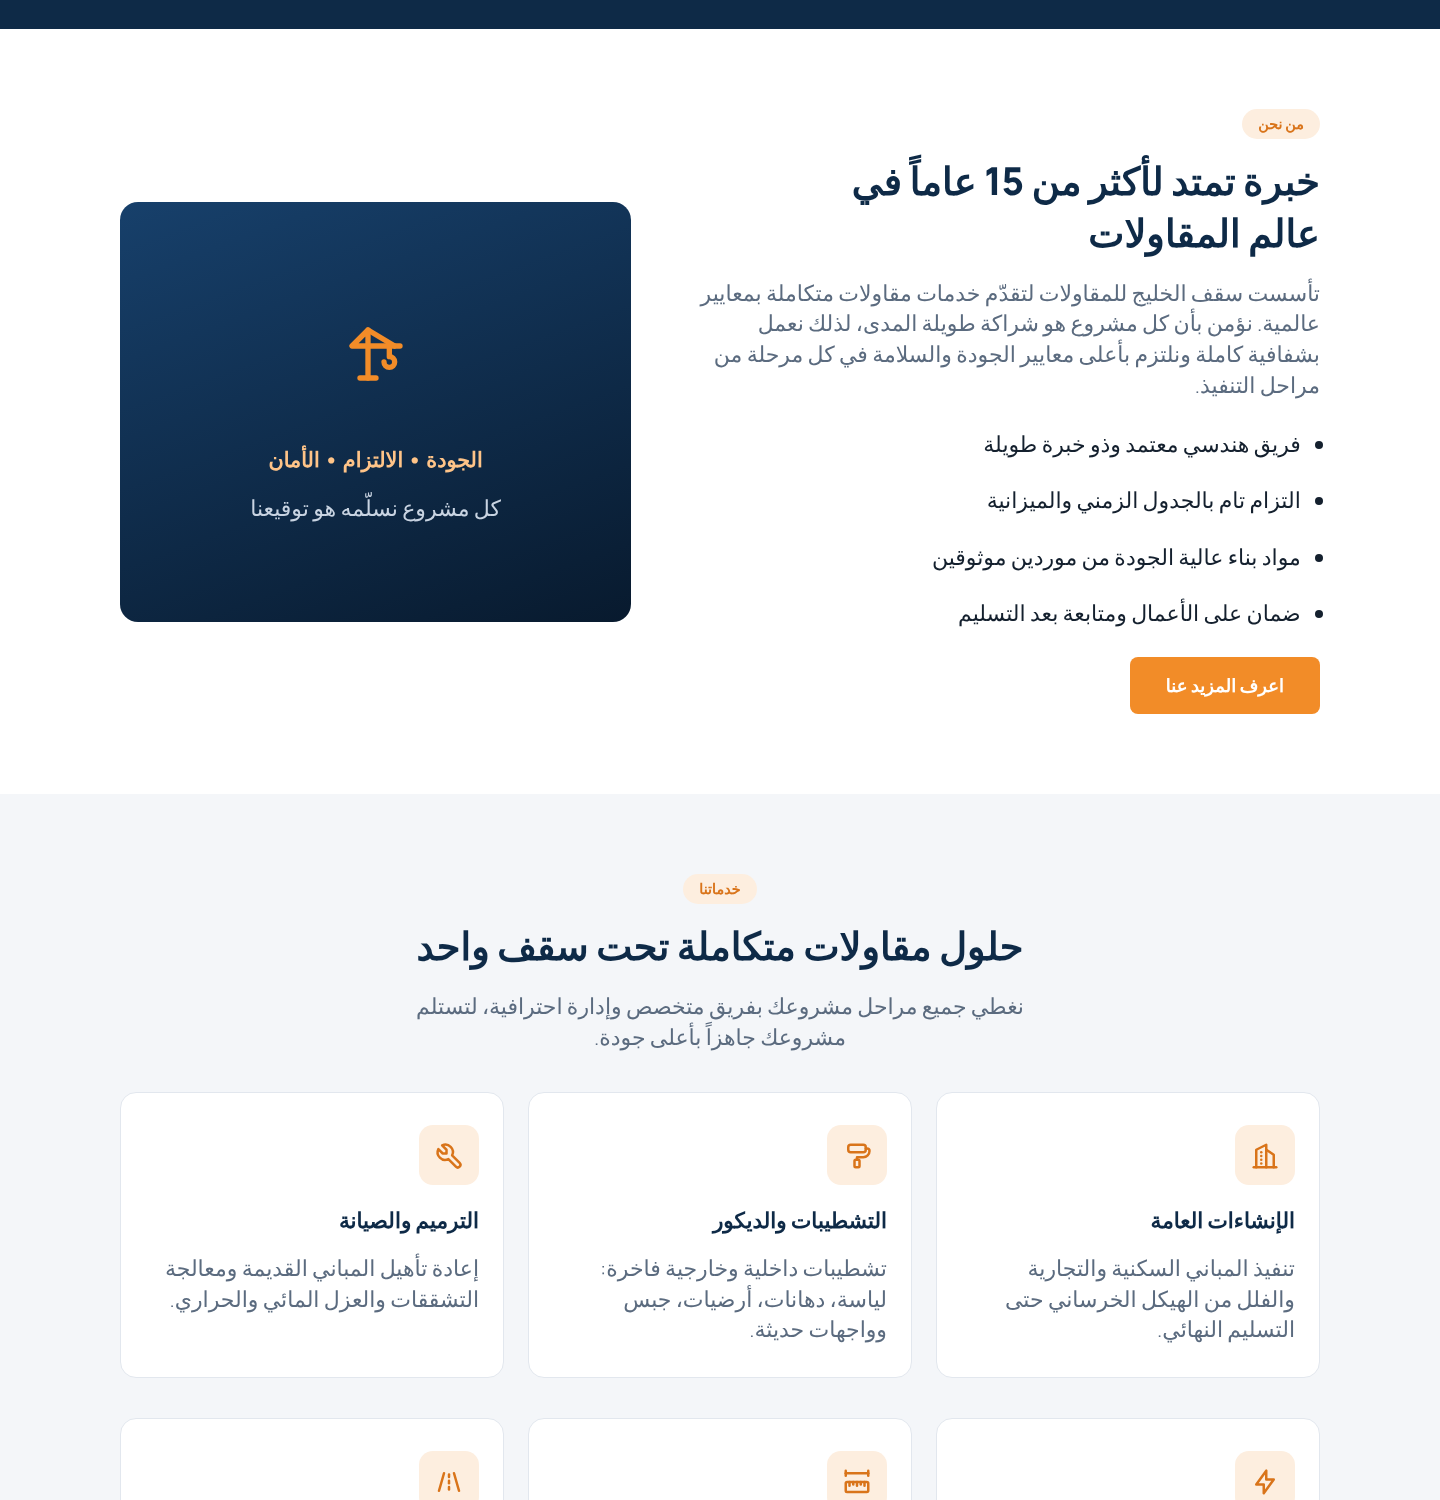 من نحن
خبرة تمتد لأكثر من 15 عاماً في
عالم المقاولات
تأسست سقف الخليج للمقاولات لتقدّم خدمات مقاولات متكاملة بمعايير
عالمية. نؤمن بأن كل مشروع هو شراكة طويلة المدى، لذلك نعمل
بشفافية كاملة ونلتزم بأعلى معايير الجودة والسلامة في كل مرحلة من
مراحل التنفيذ.
• فريق هندسي معتمد وذو خبرة طويلة
• التزام تام بالجدول الزمني والميزانية
• مواد بناء عالية الجودة من موردين موثوقين
• ضمان على الأعمال ومتابعة بعد التسليم
اعرف المزيد عنا
الجودة • الالتزام • الأمان
كل مشروع نسلّمه هو توقيعنا
خدماتنا
حلول مقاولات متكاملة تحت سقف واحد
نغطي جميع مراحل مشروعك بفريق متخصص وإدارة احترافية، لتستلم
مشروعك جاهزاً بأعلى جودة.
الإنشاءات العامة
تنفيذ المباني السكنية والتجارية
والفلل من الهيكل الخرساني حتى
التسليم النهائي.
التشطيبات والديكور
تشطيبات داخلية وخارجية فاخرة:
لياسة، دهانات، أرضيات، جبس
وواجهات حديثة.
الترميم والصيانة
إعادة تأهيل المباني القديمة ومعالجة
التشققات والعزل المائي والحراري.